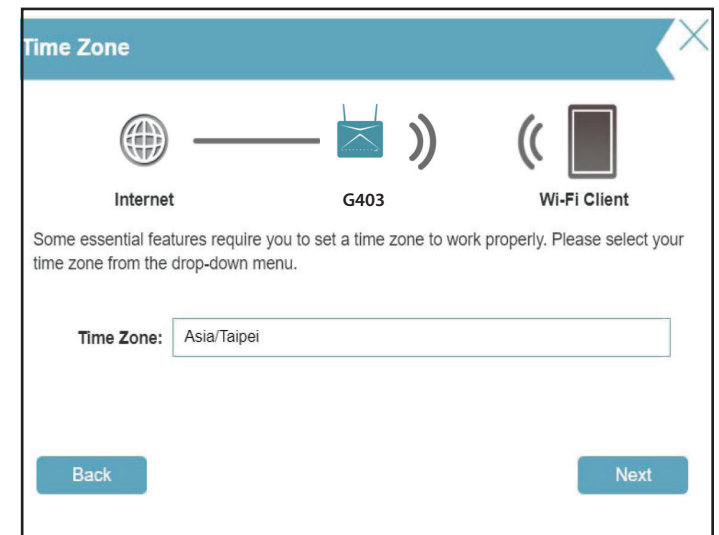 Time Zone
Internet
G403
Wi-Fi Client
Some essential features require you to set a time zone to work properly. Please select your
time zone from the drop-down menu.
Time Zone: Asia/Taipei
Back
Next